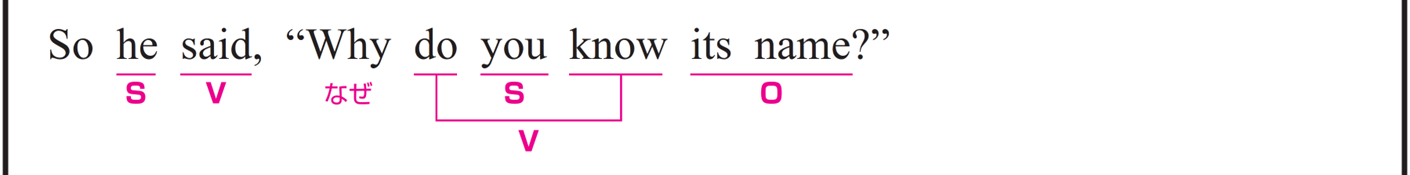 So he said, “Why do you know its name?”
S V なぜ S O
V